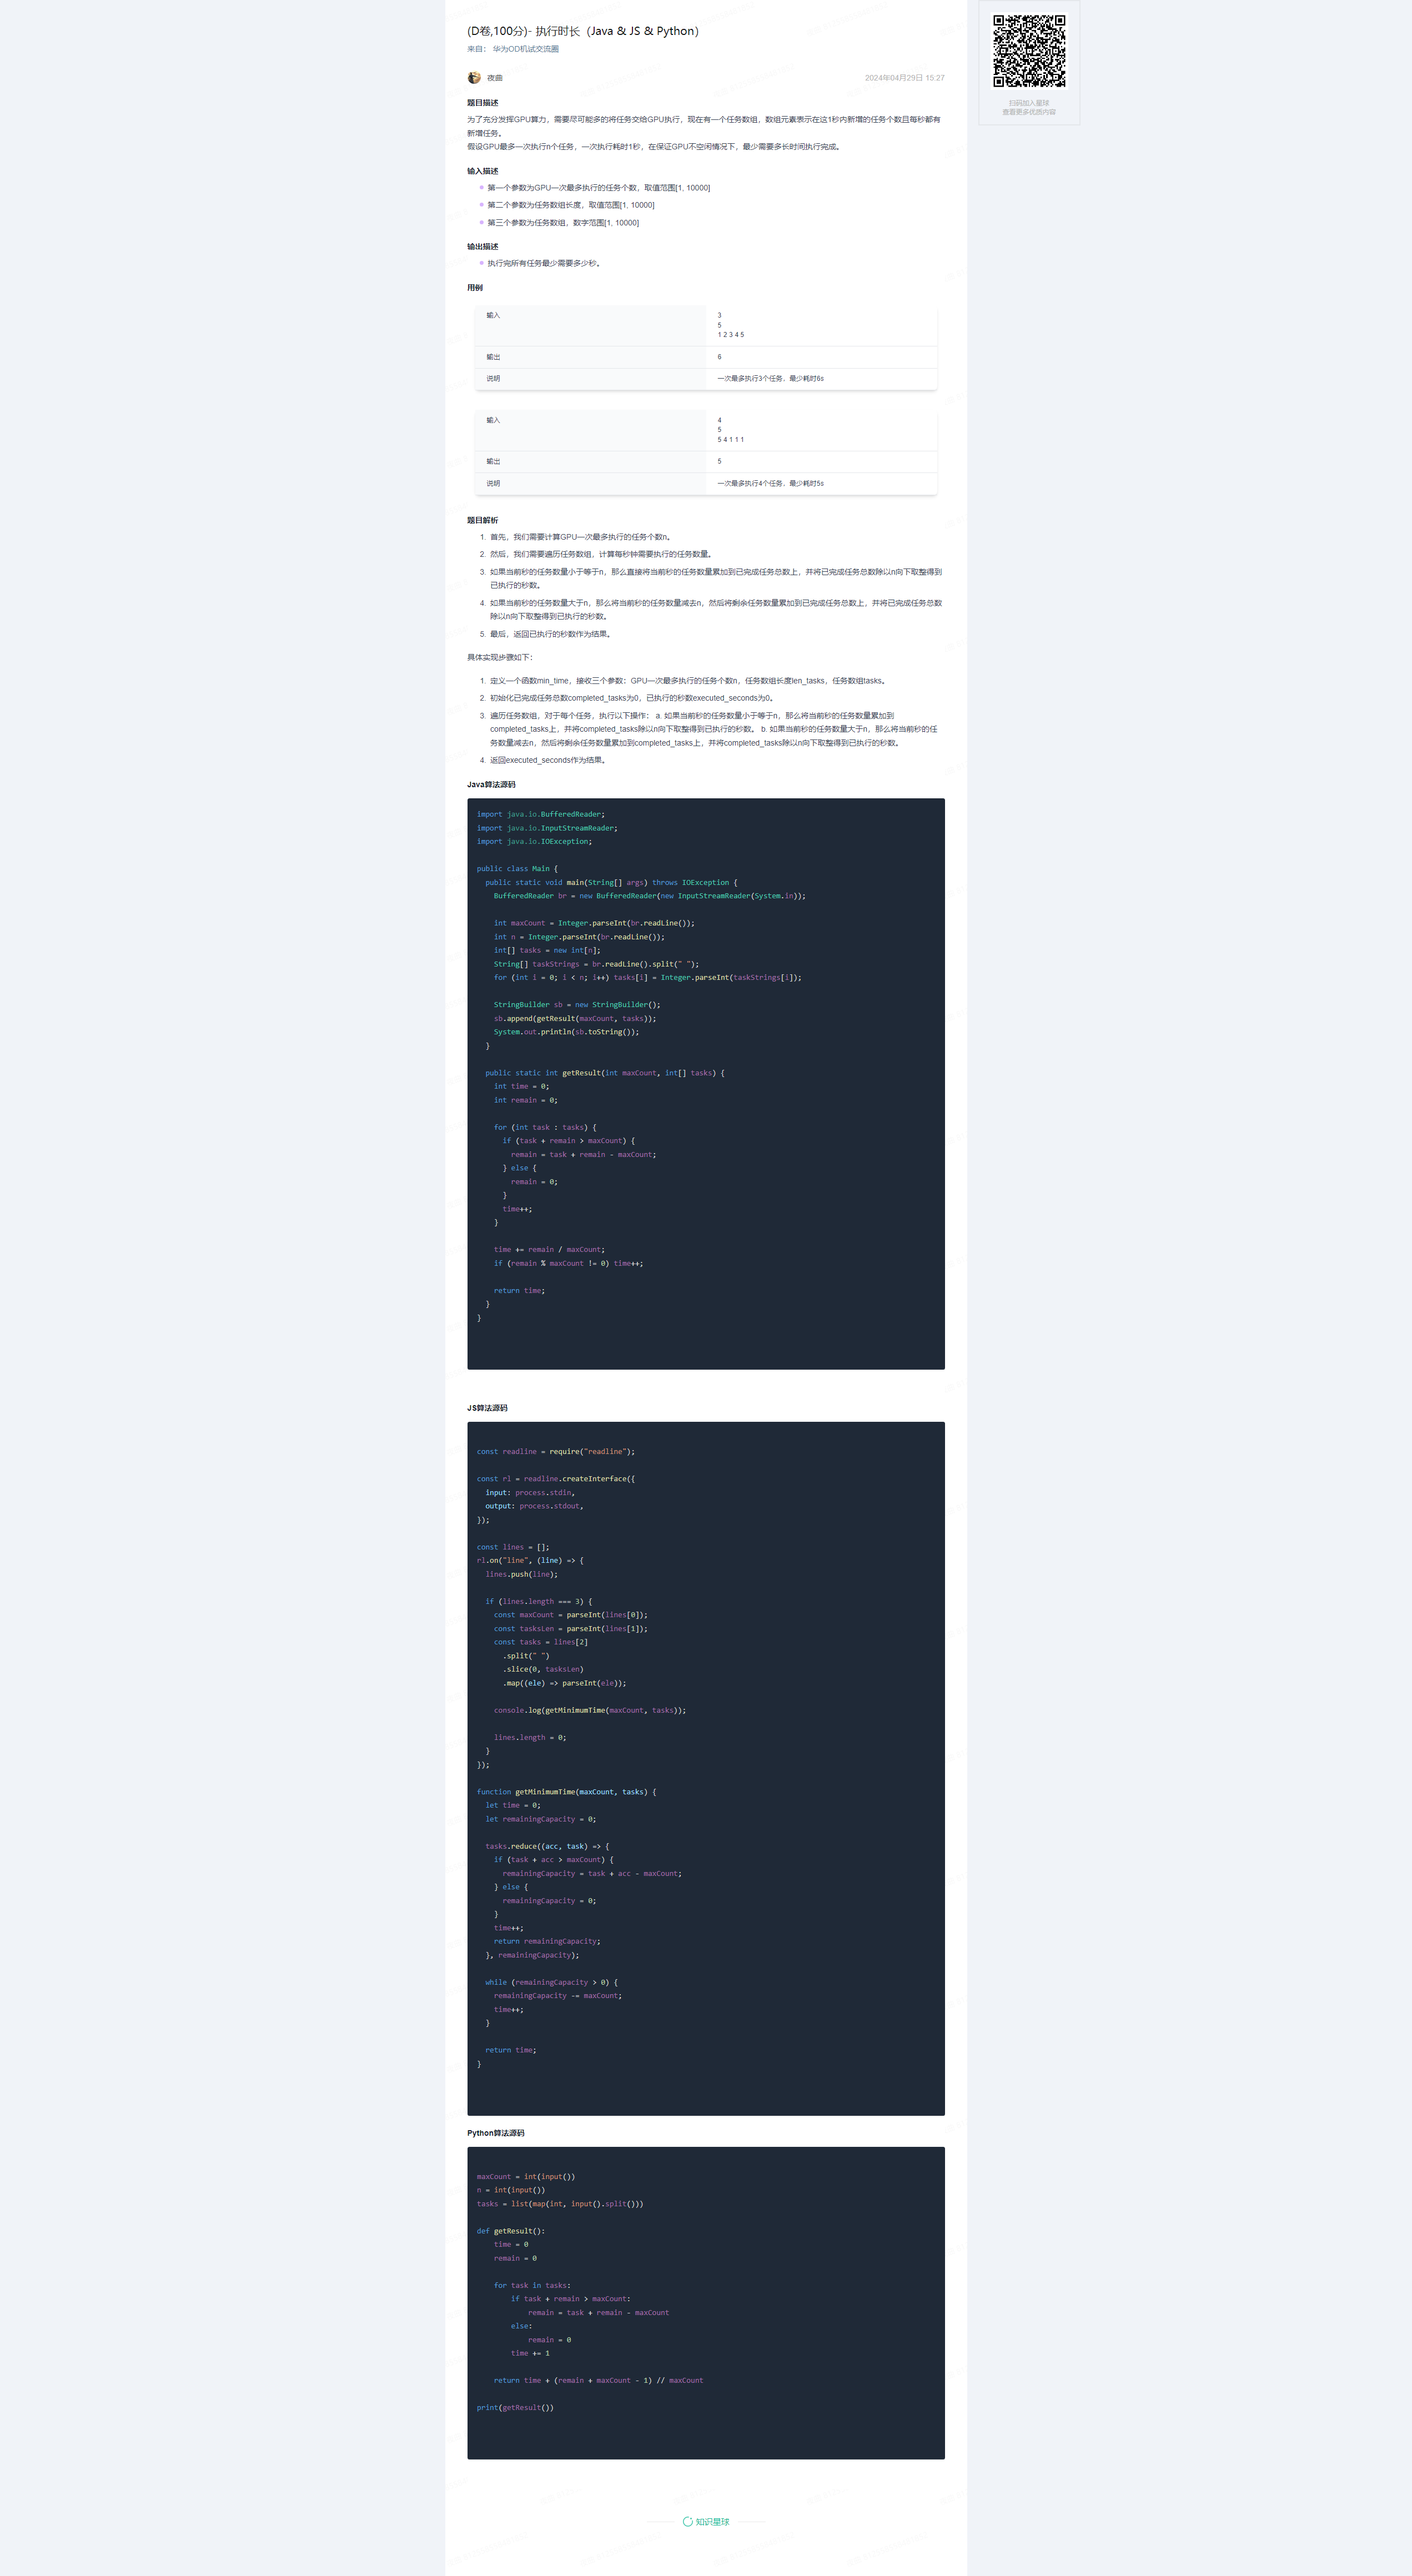 (D卷,100分)- 执行时长（Java & JS & Python）
来自： 华为OD机试交流圈
夜曲
2024年04月29日 15:27
扫码加入星球
查看更多优质内容
题目描述
为了充分发挥GPU算力，需要尽可能多的将任务交给GPU执行，现在有一个任务数组，数组元素表示在这1秒内新增的任务个数且每秒都有
新增任务。
假设GPU最多一次执行n个任务，一次执行耗时1秒，在保证GPU不空闲情况下，最少需要多长时间执行完成。
输入描述
第一个参数为GPU一次最多执行的任务个数，取值范围[1, 10000]
第二个参数为任务数组长度，取值范围[1, 10000]
第三个参数为任务数组，数字范围[1, 10000]
输出描述
执行完所有任务最少需要多少秒。
用例
输入
3
5
1 2 3 4 5
输出
6
说明
一次最多执行3个任务，最少耗时6s
输入
4
5
5 4 1 1 1
输出
5
说明
一次最多执行4个任务，最少耗时5s
题目解析
1. 首先，我们需要计算GPU一次最多执行的任务个数n。
2. 然后，我们需要遍历任务数组，计算每秒钟需要执行的任务数量。
3. 如果当前秒的任务数量小于等于n，那么直接将当前秒的任务数量累加到已完成任务总数上，并将已完成任务总数除以n向下取整得到
已执行的秒数。
4. 如果当前秒的任务数量大于n，那么将当前秒的任务数量减去n，然后将剩余任务数量累加到已完成任务总数上，并将已完成任务总数
除以n向下取整得到已执行的秒数。
5. 最后，返回已执行的秒数作为结果。
具体实现步骤如下：
1. 定义一个函数min_time，接收三个参数：GPU一次最多执行的任务个数n，任务数组长度len_tasks，任务数组tasks。
2. 初始化已完成任务总数completed_tasks为0，已执行的秒数executed_seconds为0。
3. 遍历任务数组，对于每个任务，执行以下操作： a. 如果当前秒的任务数量小于等于n，那么将当前秒的任务数量累加到
completed_tasks上，并将completed_tasks除以n向下取整得到已执行的秒数。 b. 如果当前秒的任务数量大于n，那么将当前秒的任
务数量减去n，然后将剩余任务数量累加到completed_tasks上，并将completed_tasks除以n向下取整得到已执行的秒数。
4. 返回executed_seconds作为结果。
Java算法源码
import java.io.BufferedReader;
import java.io.InputStreamReader;
import java.io.IOException;
public class Main {
public static void main(String[] args) throws IOException {
BufferedReader br = new BufferedReader(new InputStreamReader(System.in));
int maxCount = Integer.parseInt(br.readLine());
int n = Integer.parseInt(br.readLine());
int[] tasks = new int[n];
String[] taskStrings = br.readLine().split(" ");
for (int i = 0; i < n; i++) tasks[i] = Integer.parseInt(taskStrings[i]);
StringBuilder sb = new StringBuilder();
sb.append(getResult(maxCount, tasks));
System.out.println(sb.toString());
}
public static int getResult(int maxCount, int[] tasks) {
int time = 0;
int remain = 0;
for (int task : tasks) {
if (task + remain > maxCount) {
remain = task + remain - maxCount;
} else {
remain = 0;
}
time++;
}
time += remain / maxCount;
if (remain % maxCount != 0) time++;
return time;
}
}
JS算法源码
const readline = require("readline");
const rl = readline.createInterface({
input: process.stdin,
output: process.stdout,
});
const lines = [];
rl.on("line", (line) => {
lines.push(line);
if (lines.length === 3) {
const maxCount = parseInt(lines[0]);
const tasksLen = parseInt(lines[1]);
const tasks = lines[2]
.split(" ")
.slice(0, tasksLen)
.map((ele) => parseInt(ele));
console.log(getMinimumTime(maxCount, tasks));
lines.length = 0;
}
});
function getMinimumTime(maxCount, tasks) {
let time = 0;
let remainingCapacity = 0;
tasks.reduce((acc, task) => {
if (task + acc > maxCount) {
remainingCapacity = task + acc - maxCount;
} else {
remainingCapacity = 0;
}
time++;
return remainingCapacity;
}, remainingCapacity);
while (remainingCapacity > 0) {
remainingCapacity -= maxCount;
time++;
}
return time;
}
Python算法源码
maxCount = int(input())
n = int(input())
tasks = list(map(int, input().split()))
def getResult():
time = 0
remain = 0
for task in tasks:
if task + remain > maxCount:
remain = task + remain - maxCount
else:
remain = 0
time += 1
return time + (remain + maxCount - 1) // maxCount
print(getResult())
知识星球